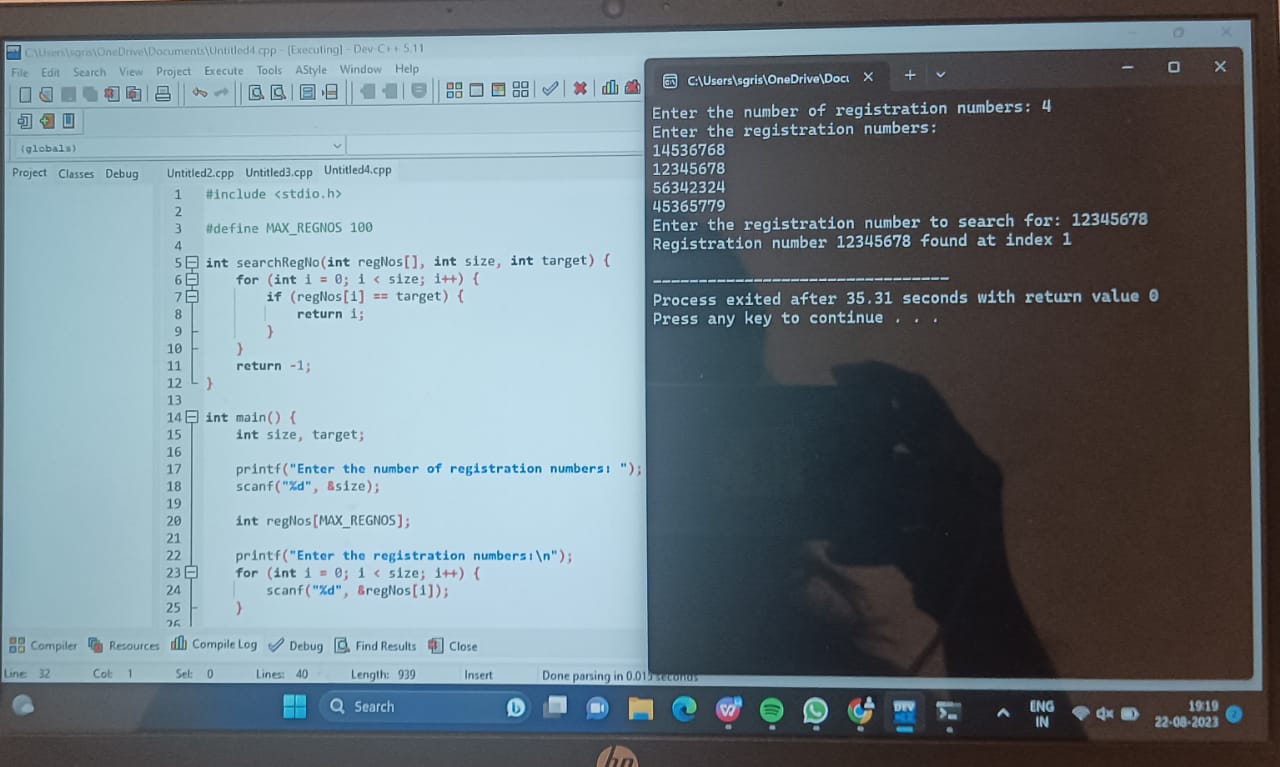 C:\Users\sgris\OneDrive\Documents\Untitled4.cpp - [Executing] - Dev-C++ 5.11
File Edit Search View Project Execute Tools AStyle Window Help
(globals)
Project Classes Debug
Untitled2.cpp Untitled3.cpp Untitled4.cpp
1 #include <stdio.h>
2
3 #define MAX_REGNOS 100
4
5 int searchRegNo(int regNos[], int size, int target) {
6 for (int i = 0; i < size; i++) {
7 if (regNos[i] == target) {
8 return i;
9 }
10 }
11 return -1;
12 }
13
14 int main() {
15 int size, target;
16
17 printf("Enter the number of registration numbers: ");
18 scanf("%d", &size);
19
20 int regNos[MAX_REGNOS];
21
22 printf("Enter the registration numbers:\n");
23 for (int i = 0; i < size; i++) {
24 scanf("%d", &regNos[i]);
25 }
26
Compiler Resources Compile Log Debug Find Results Close
Line: 32 Col: 1 Sel: 0 Lines: 40 Length: 939 Insert Done parsing in 0.015 seconds
C:\Users\sgris\OneDrive\Docu
Enter the number of registration numbers: 4
Enter the registration numbers:
14536768
12345678
56342324
45365779
Enter the registration number to search for: 12345678
Registration number 12345678 found at index 1
--------------------------------
Process exited after 35.31 seconds with return value 0
Press any key to continue . . .
Search
DEV
ENG
IN
19:19
22-08-2023
2
hp